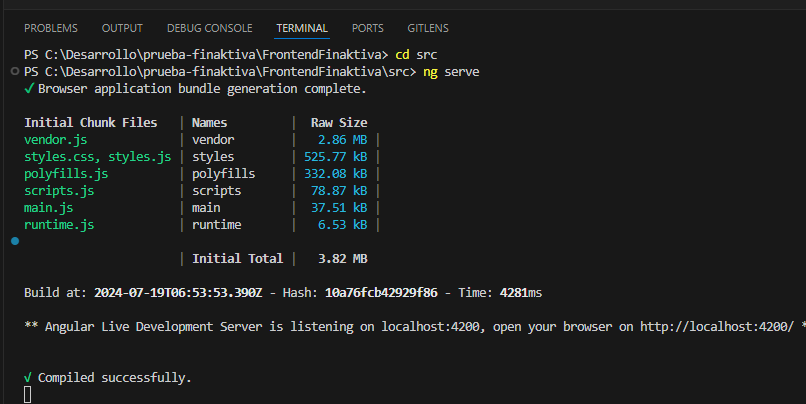 PROBLEMS OUTPUT DEBUG CONSOLE TERMINAL PORTS GITLENS
PS C:\Desarrollo\prueba-finaktiva\FrontendFinaktiva> cd src
PS C:\Desarrollo\prueba-finaktiva\FrontendFinaktiva\src> ng serve
✓ Browser application bundle generation complete.
Initial Chunk Files | Names | Raw Size
vendor.js | vendor | 2.86 MB |
styles.css, styles.js | styles | 525.77 kB |
polyfills.js | polyfills | 332.08 kB |
scripts.js | scripts | 78.87 kB |
main.js | main | 37.51 kB |
runtime.js | runtime | 6.53 kB |
| Initial Total | 3.82 MB
Build at: 2024-07-19T06:53:53.390Z - Hash: 10a76fcb42929f86 - Time: 4281ms
** Angular Live Development Server is listening on localhost:4200, open your browser on http://localhost:4200/ *
√ Compiled successfully.